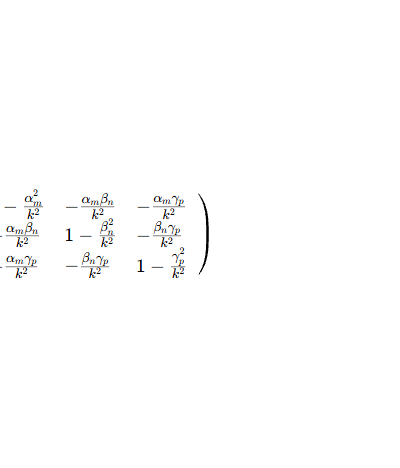 - \frac{\alpha_m^2}{k^2} \quad -\frac{\alpha_m \beta_n}{k^2} \quad -\frac{\alpha_m \gamma_p}{k^2}
-\frac{\alpha_m \beta_n}{k^2} \quad 1 - \frac{\beta_n^2}{k^2} \quad -\frac{\beta_n \gamma_p}{k^2}
-\frac{\alpha_m \gamma_p}{k^2} \quad -\frac{\beta_n \gamma_p}{k^2} \quad 1 - \frac{\gamma_p^2}{k^2} )